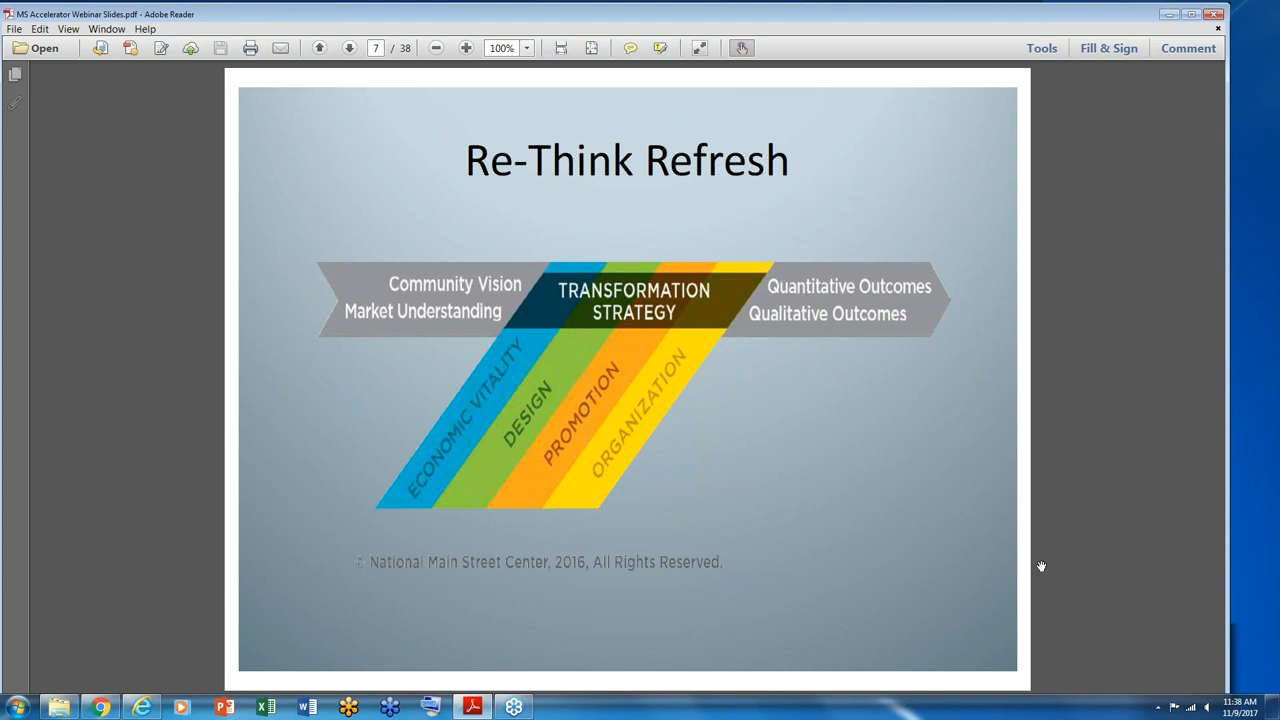 MS Accelerator Webinar Slides.pdf - Adobe Reader
File Edit View Window Help
Open 7 / 38 100% Tools Fill & Sign Comment
Re-Think Refresh
Community Vision
Market Understanding
TRANSFORMATION
STRATEGY
Quantitative Outcomes
Qualitative Outcomes
ECONOMIC VITALITY
DESIGN
PROMOTION
ORGANIZATION
© National Main Street Center, 2016, All Rights Reserved.
11:38 AM
11/9/2017